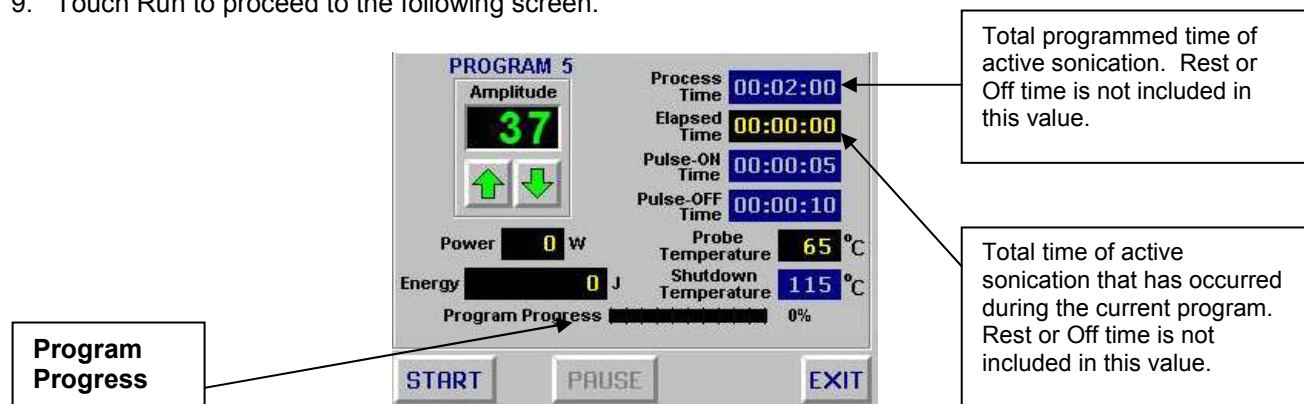 9. Touch Run to proceed to the following screen.
Total programmed time of
active sonication. Rest or
Off time is not included in
this value.
PROGRAM 5
Amplitude
37
Process
Time 00:02:00
Elapsed
Time 00:00:00
Pulse-ON
Time 00:00:05
Pulse-OFF
Time 00:00:10
Power 0 W
Probe
Temperature 65 °C
Energy 0 J
Shutdown
Temperature 115 °C
Program Progress 0%
START PAUSE EXIT
Total time of active
sonication that has occurred
during the current program.
Rest or Off time is not
included in this value.
Program
Progress